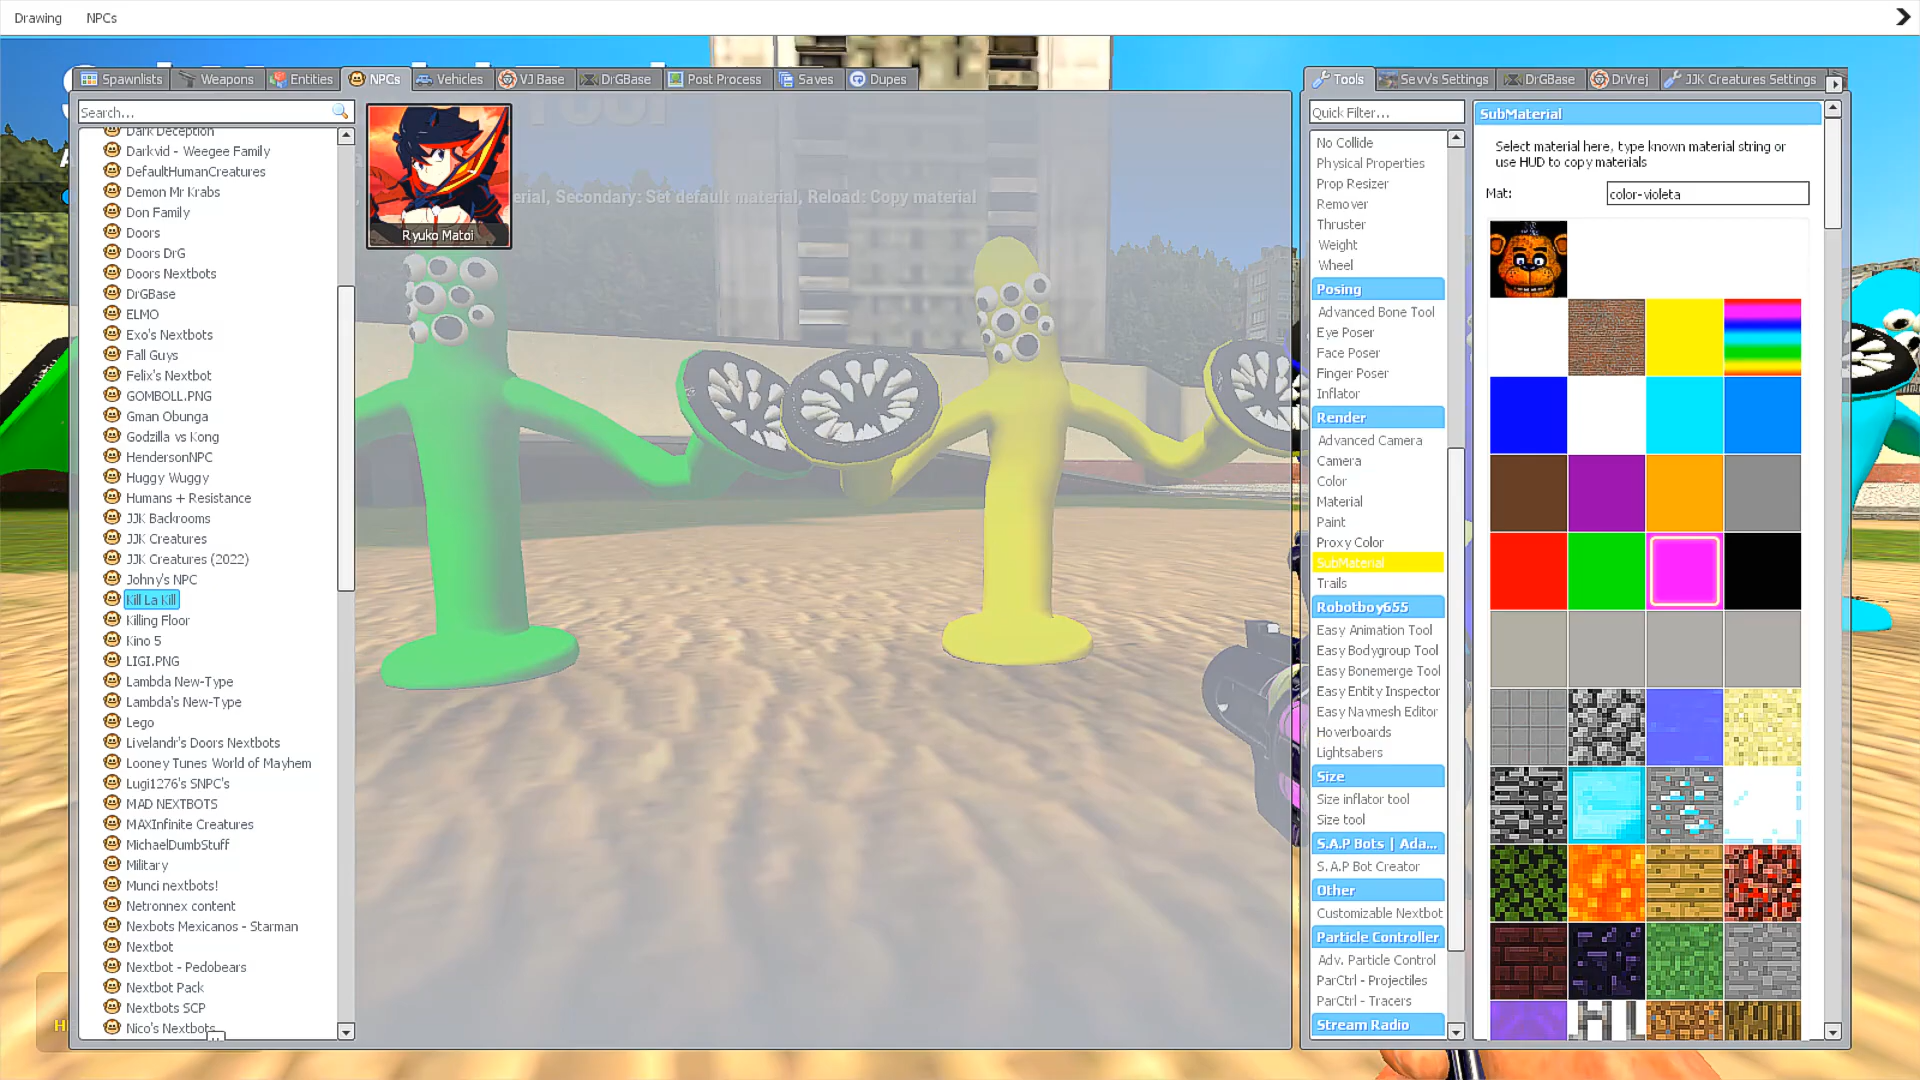 Drawing NPCs
Spawnlists Weapons Entities NPCs Vehicles VJ Base DrGBase Post Process Saves Dupes
Search...
Dark Deception
Darkvid - Weegee Family
DefaultHumanCreatures
Demon Mr Krabs
Don Family
Doors
Doors DrG
Doors Nextbots
DrGBase
ELMO
Exo's Nextbots
Fall Guys
Felix's Nextbot
GOMBOLL.PNG
Gman Obunga
Godzilla vs Kong
HendersonNPC
Huggy Wuggy
Humans + Resistance
JJK Backrooms
JJK Creatures
JJK Creatures (2022)
Johny's NPC
Kill La Kill
Killing Floor
Kino 5
LIGI.PNG
Lambda New-Type
Lambda's New-Type
Lego
Livelandr's Doors Nextbots
Looney Tunes World of Mayhem
Lugi1276's SNPC's
MAD NEXTBOTS
MAXInfinite Creatures
MichaelDumbStuff
Military
Munci nextbots!
Netronnex content
Nexbots Mexicanos - Starman
Nextbot
Nextbot - Pedobears
Nextbot Pack
Nextbots SCP
Nico's Nextbots
Ryuko Matoi
erial, Secondary: Set default material, Reload: Copy material
Tools Sevv's Settings DrGBase DrVrej JJK Creatures Settings
Quick Filter...
No Collide
Physical Properties
Prop Resizer
Remover
Thruster
Weight
Wheel
Posing
Advanced Bone Tool
Eye Poser
Face Poser
Finger Poser
Inflator
Render
Advanced Camera
Camera
Color
Material
Paint
Proxy Color
SubMaterial
Trails
Robotboy655
Easy Animation Tool
Easy Bodygroup Tool
Easy Bonemerge Tool
Easy Entity Inspector
Easy Navmesh Editor
Hoverboards
Lightsabers
Size
Size inflator tool
Size tool
S.A.P Bots | Ada...
S.A.P Bot Creator
Other
Customizable Nextbot
Particle Controller
Adv. Particle Control
ParCtrl - Projectiles
ParCtrl - Tracers
Stream Radio
SubMaterial
Select material here, type known material string or
use HUD to copy materials
Mat: color-violeta